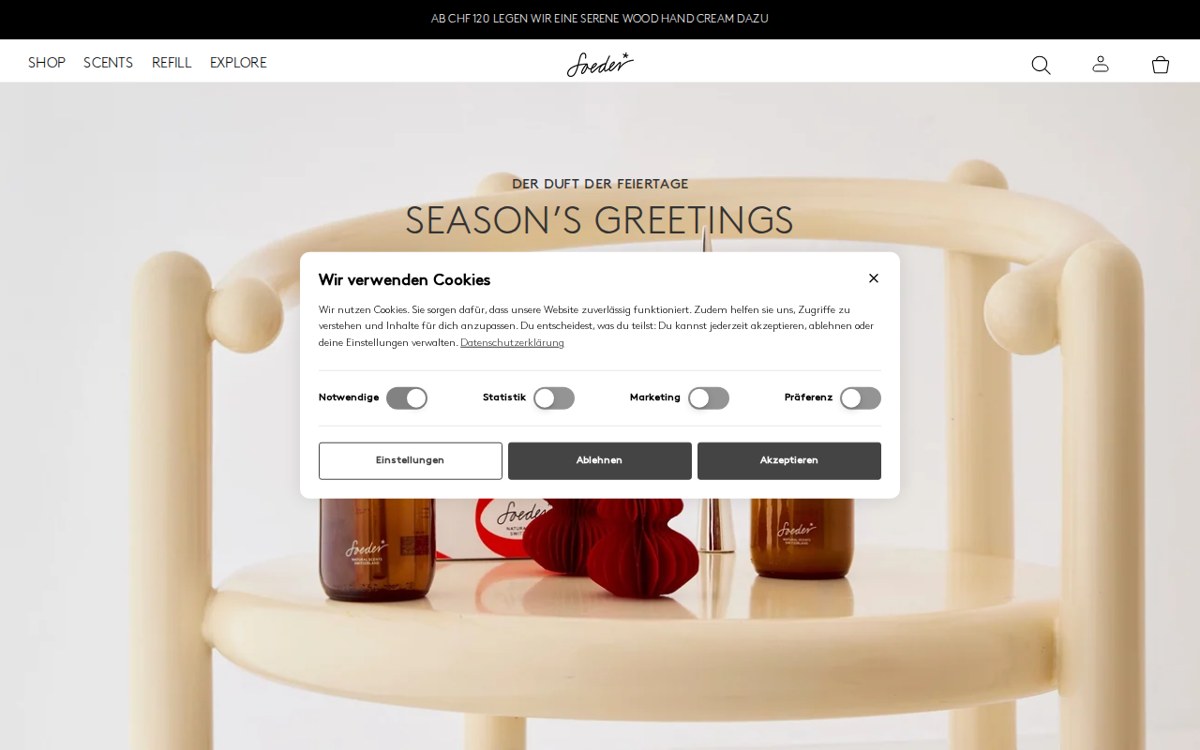 AB CHF 120 LEGEN WIR EINE SERENE WOOD HAND CREAM DAZU
SHOP SCENTS REFILL EXPLORE
Soeder*
DER DUFT DER FEIERTAGE
SEASON’S GREETINGS
Wir verwenden Cookies
Wir nutzen Cookies. Sie sorgen dafür, dass unsere Website zuverlässig funktioniert. Zudem helfen sie uns, Zugriffe zu
verstehen und Inhalte für dich anzupassen. Du entscheidest, was du teilst: Du kannst jederzeit akzeptieren, ablehnen oder
deine Einstellungen verwalten. Datenschutzerklärung
Notwendige Statistik Marketing Präferenz
Einstellungen Ablehnen Akzeptieren
Soeder
Soeder*
Soeder*